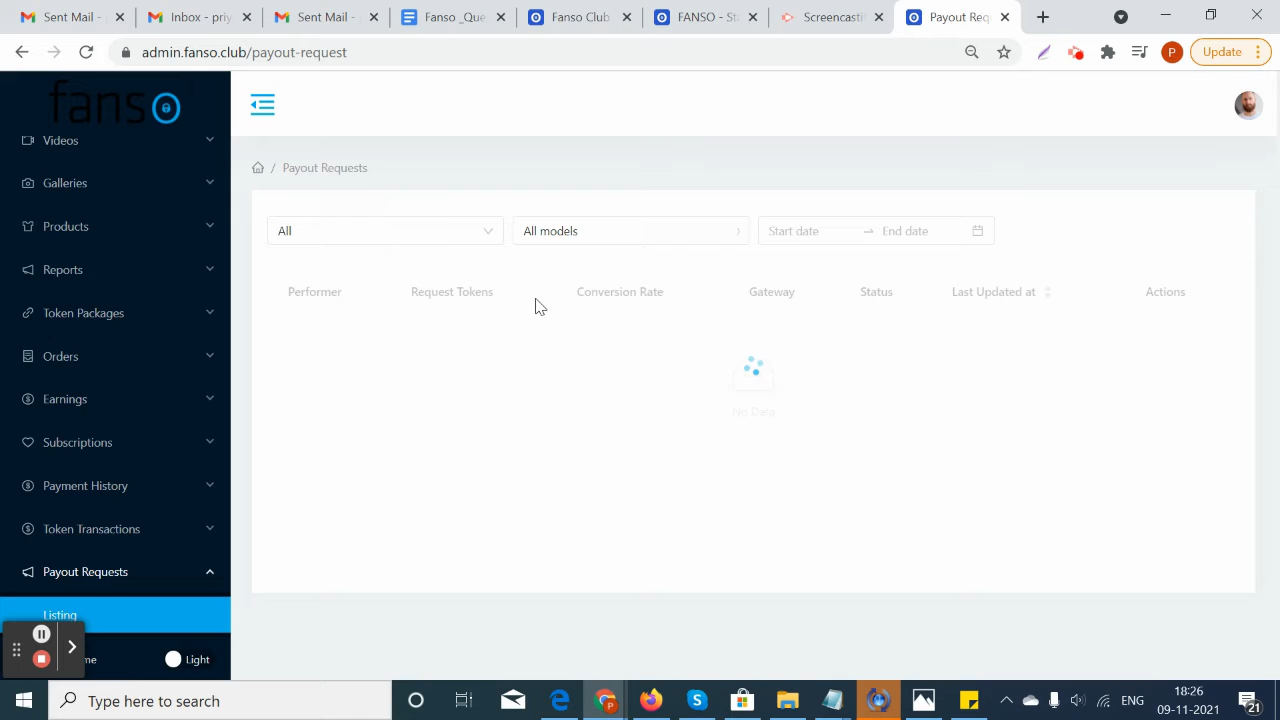 Sent Mail -
Inbox - priy
Sent Mail -
Fanso _Que
Fanso Club
FANSO - St
Screencastif
Payout Req
admin.fanso.club/payout-request
P
Update
fanso
Videos
Galleries
Products
Reports
Token Packages
Orders
Earnings
Subscriptions
Payment History
Token Transactions
Payout Requests
Listing
me
Light
/ Payout Requests
All
All models
Start date
End date
Performer
Request Tokens
Conversion Rate
Gateway
Status
Last Updated at
Actions
No Data
Type here to search
P
ENG
18:26
09-11-2021
21